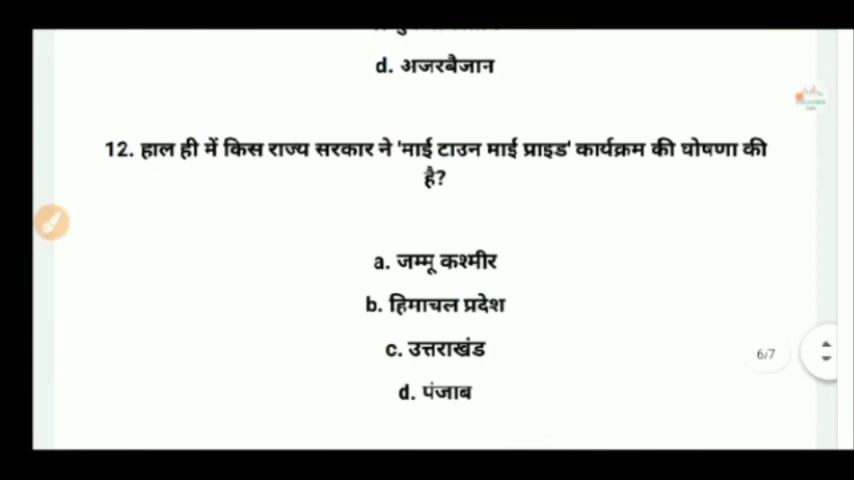 d. अजरबैजान
12. हाल ही में किस राज्य सरकार ने 'माई टाउन माई प्राइड' कार्यक्रम की घोषणा की
है?
a. जम्मू कश्मीर
b. हिमाचल प्रदेश
c. उत्तराखंड
6/7
d. पंजाब